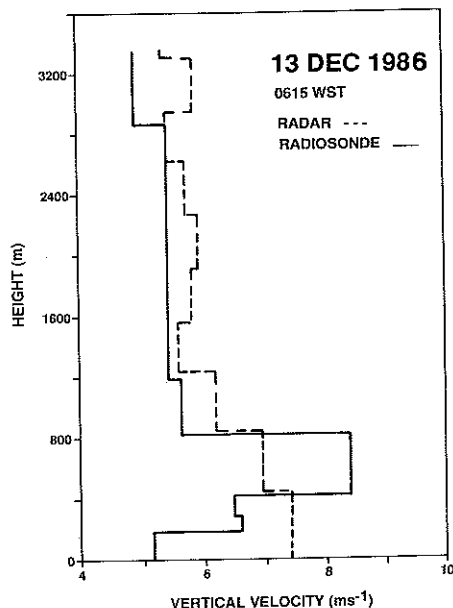 13 DEC 1986
0615 WST
RADAR ---
RADIOSONDE —
3200
2400
1600
800
0
HEIGHT (m)
4 6 8 10
VERTICAL VELOCITY (ms⁻¹)